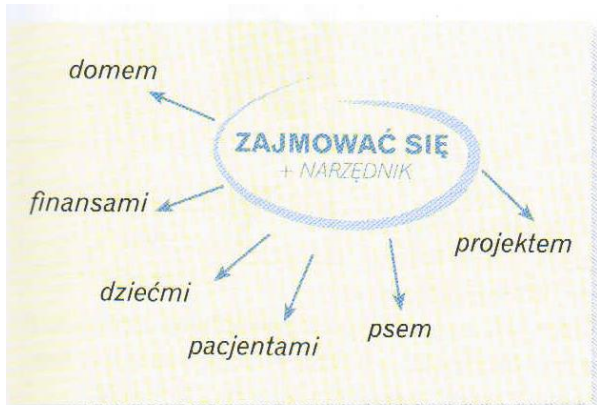 domem
ZAJMOWAĆ SIĘ
+ NARZĘDNIK
finansami
projektem
dziećmi
psem
pacjentami